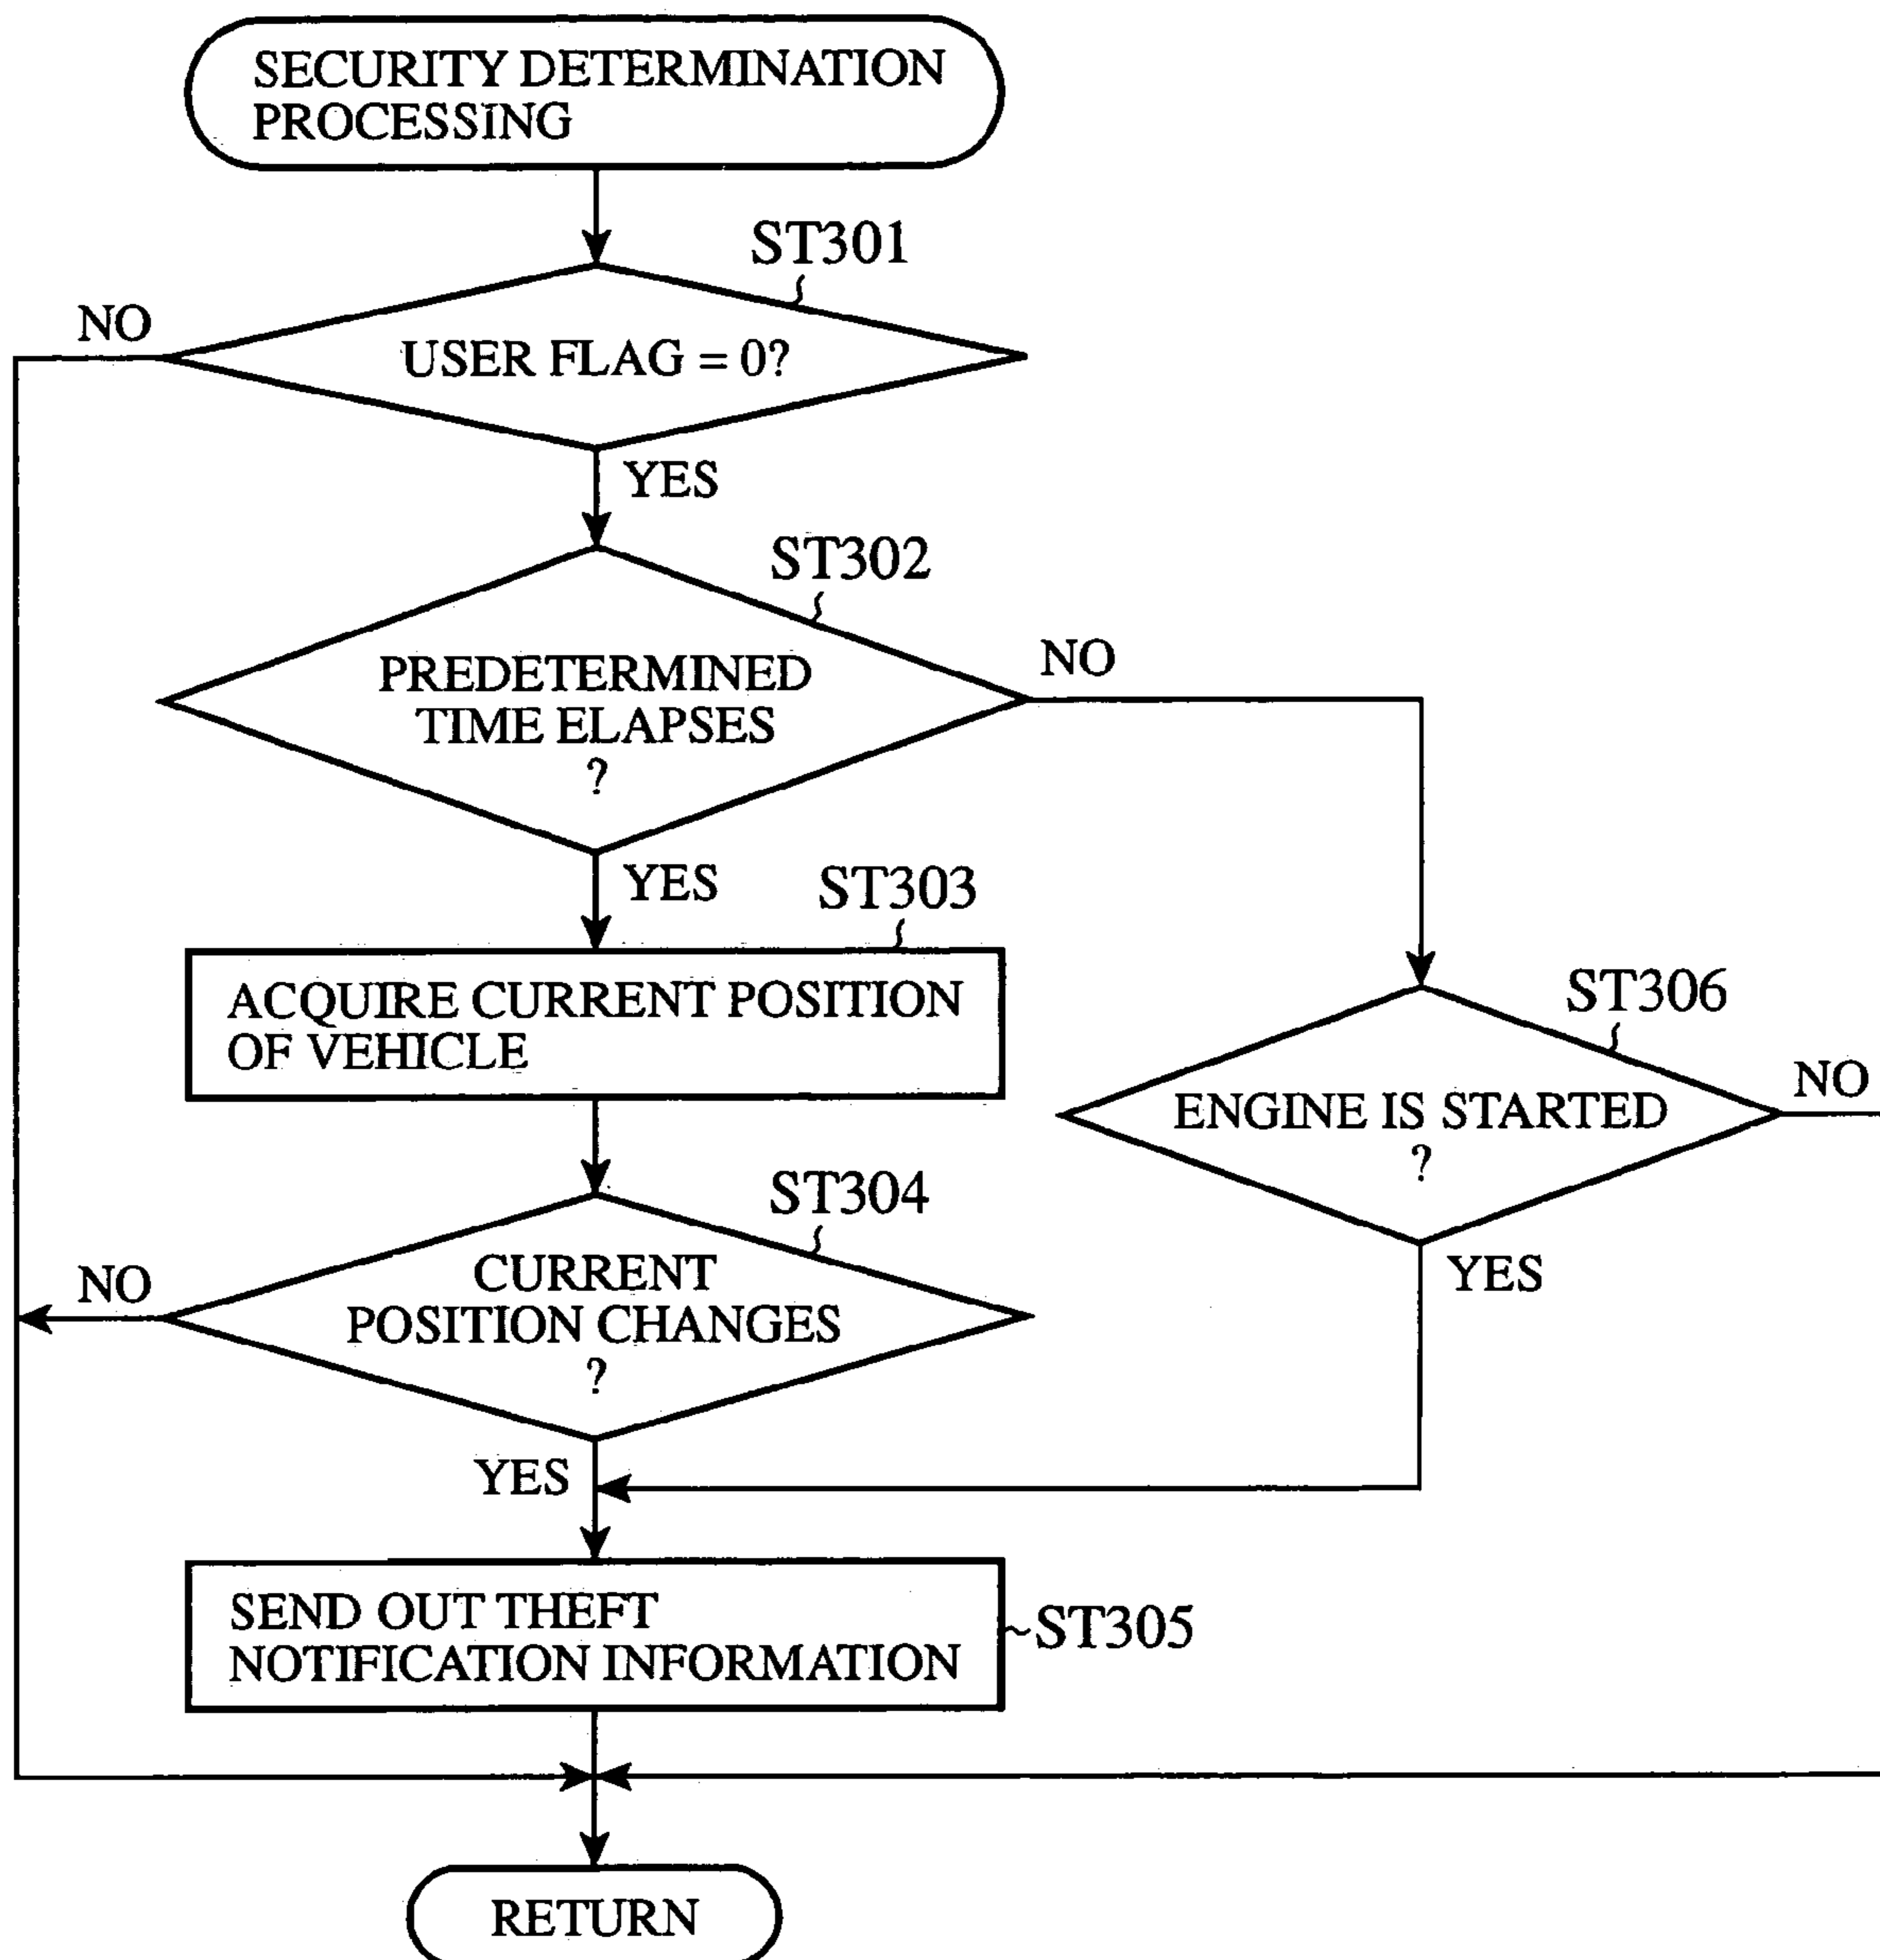 SECURITY DETERMINATION
PROCESSING
ST301
NO
USER FLAG = 0?
YES
ST302
PREDETERMINED
TIME ELAPSES
?
NO
YES
ST303
ACQUIRE CURRENT POSITION
OF VEHICLE
ST306
ENGINE IS STARTED
?
NO
YES
ST304
CURRENT
POSITION CHANGES
?
NO
YES
SEND OUT THEFT
NOTIFICATION INFORMATION
ST305
RETURN